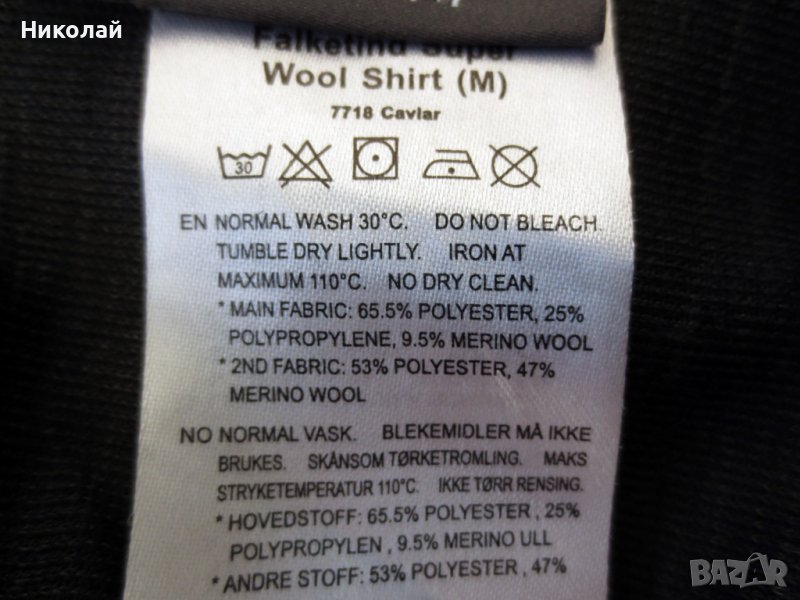 Николай
Falketind Super
Wool Shirt (M)
7718 Caviar
30
EN NORMAL WASH 30°C. DO NOT BLEACH.
TUMBLE DRY LIGHTLY. IRON AT
MAXIMUM 110°C. NO DRY CLEAN.
* MAIN FABRIC: 65.5% POLYESTER, 25%
POLYPROPYLENE, 9.5% MERINO WOOL
* 2ND FABRIC: 53% POLYESTER, 47%
MERINO WOOL
NO NORMAL VASK. BLEKEMIDLER MÅ IKKE
BRUKES. SKÅNSOM TØRKETROMLING. MAKS
STRYKETEMPERATUR 110°C. IKKE TØRR RENSING.
* HOVEDSTOFF: 65.5% POLYESTER , 25%
POLYPROPYLEN , 9.5% MERINO ULL
* ANDRE STOFF: 53% POLYESTER, 47%
BAZAR